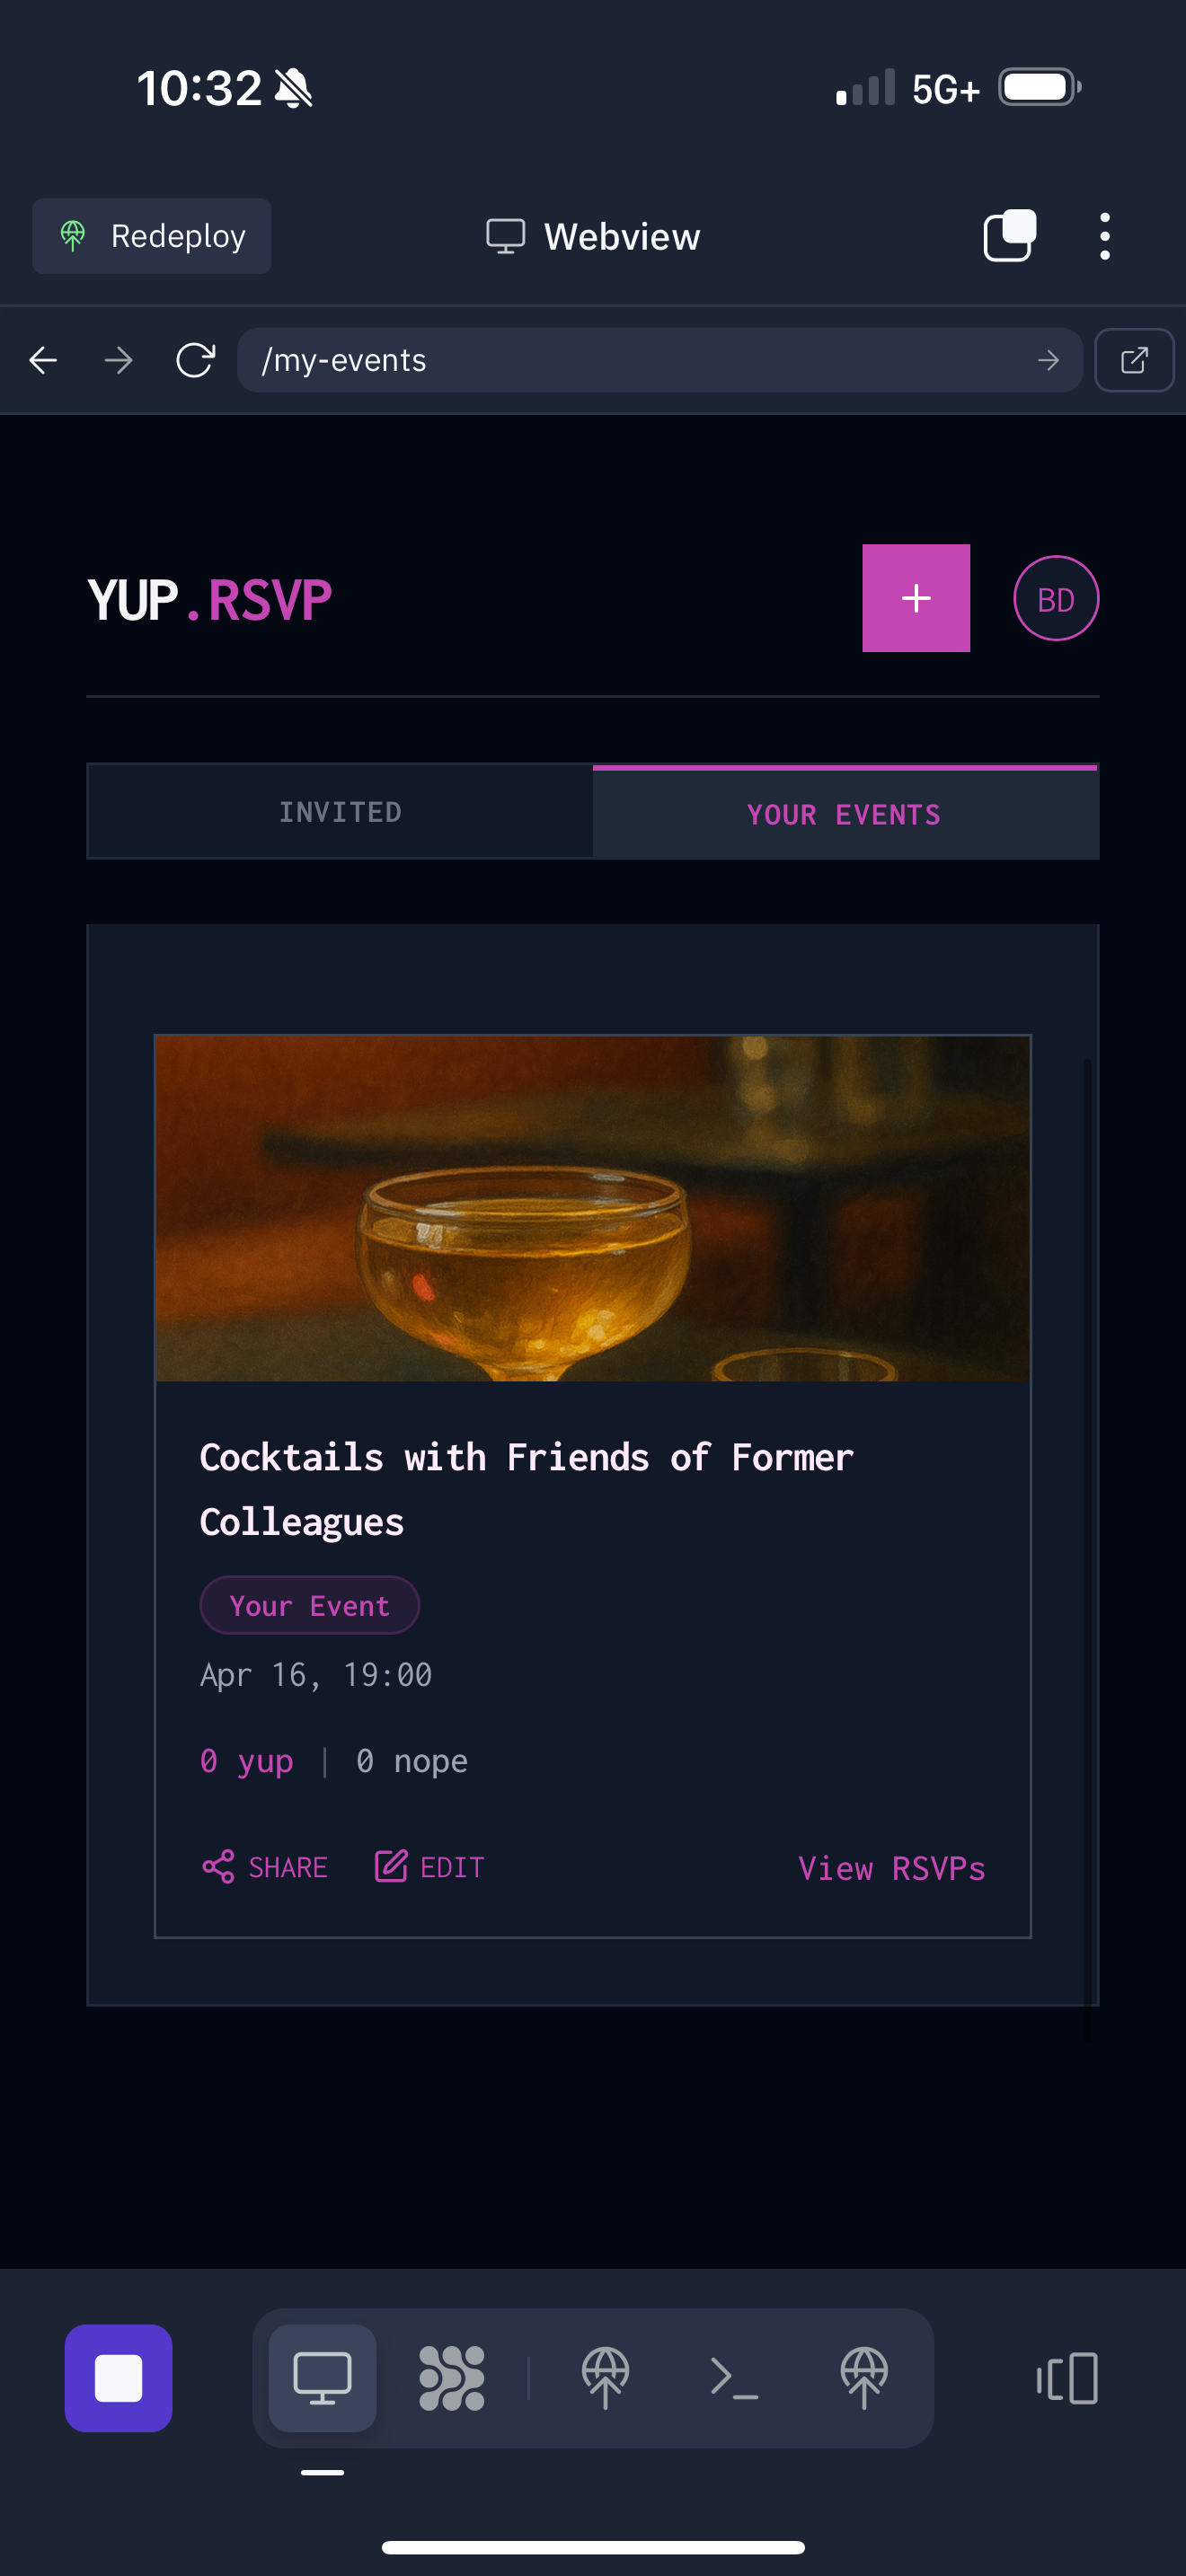 10:32
5G+
Redeploy
Webview
/my-events
YUP.RSVP
+
BD
INVITED
YOUR EVENTS
Cocktails with Friends of Former
Colleagues
Your Event
Apr 16, 19:00
0 yup | 0 nope
SHARE
EDIT
View RSVPs